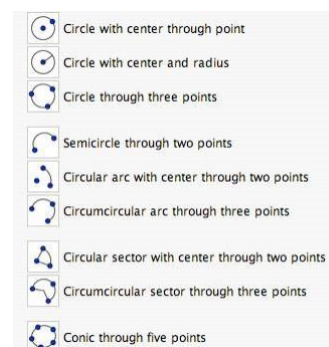 Circle with center through point
Circle with center and radius
Circle through three points
Semicircle through two points
Circular arc with center through two points
Circumcircular arc through three points
Circular sector with center through two points
Circumcircular sector through three points
Conic through five points